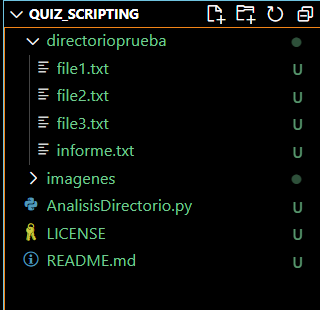 QUIZ_SCRIPTING
directorioprueba
file1.txt U
file2.txt U
file3.txt U
informe.txt U
imagenes
AnalisisDirectorio.py U
LICENSE U
README.md U